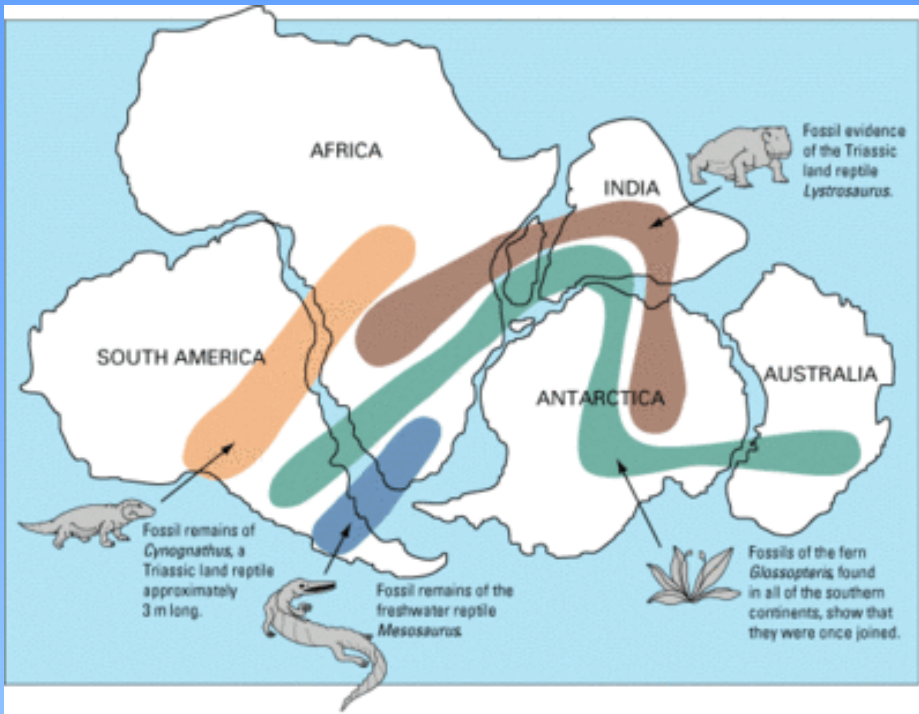 AFRICA
INDIA
Fossil evidence
of the Triassic
land reptile
Lystrosaurus.
SOUTH AMERICA
ANTARCTICA
AUSTRALIA
Fossil remains of
Cynognathus, a
Triassic land reptile
approximately
3 m long.
Fossil remains of the
freshwater reptile
Mesosaurus.
Fossils of the fern
Glossopteris, found
in all of the southern
continents, show that
they were once joined.